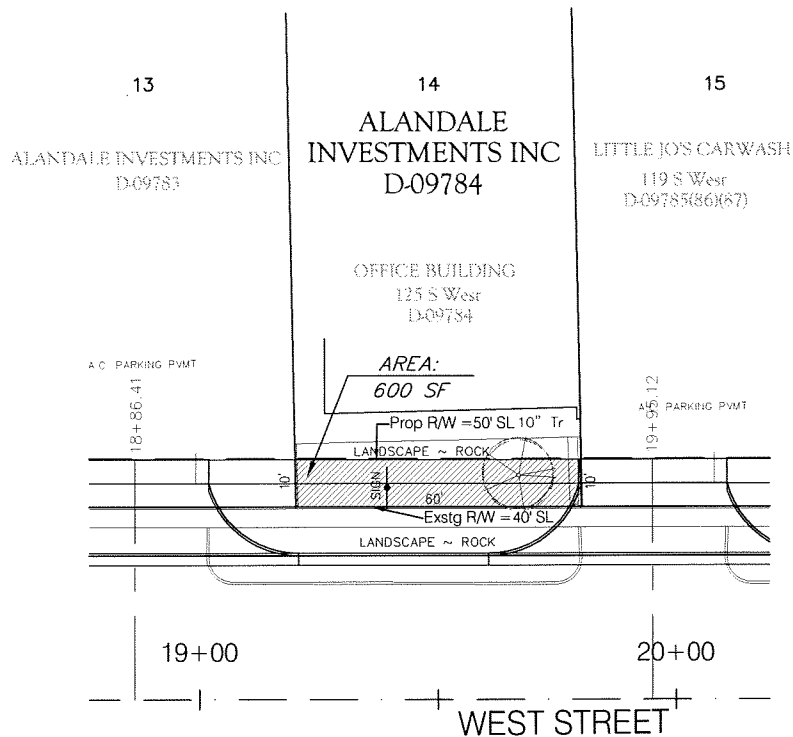 13
14
15
ALANDALE INVESTMENTS INC
D-09783
ALANDALE
INVESTMENTS INC
D-09784
LITTLE JO'S CARWASH
119 S West
D-09785(86)(87)
OFFICE BUILDING
125 S West
D-09784
A.C. PARKING PVMT
18+86.41
AREA:
600 SF
19+95.12
PARKING PVMT
Prop R/W =50' SL 10" Tr
LANDSCAPE ~ ROCK
10'
SIGN
60'
10'
Exstg R/W = 40' SL
LANDSCAPE ~ ROCK
19+00
20+00
WEST STREET